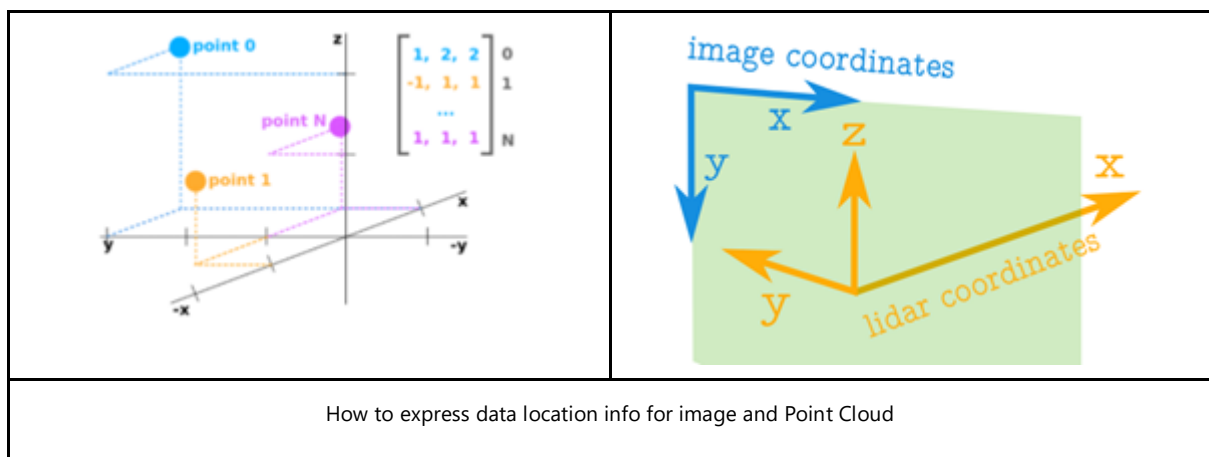 point 0
z
1, 2, 2
0
-1, 1, 1
1
...
1, 1, 1
N
point N
point 1
x
y
-y
-x
image coordinates
x
y
z
x
y
lidar coordinates
How to express data location info for image and Point Cloud